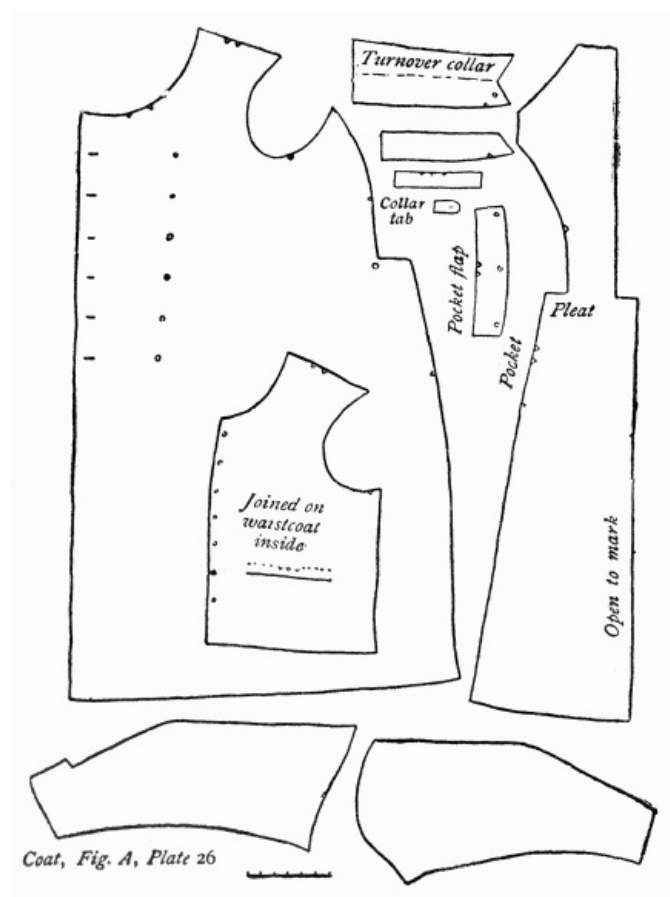 Turnover collar
Collar
tab
Pocket flap
Pleat
Pocket
Joined on
waistcoat
inside
Open to mark
Coat, Fig. A, Plate 26